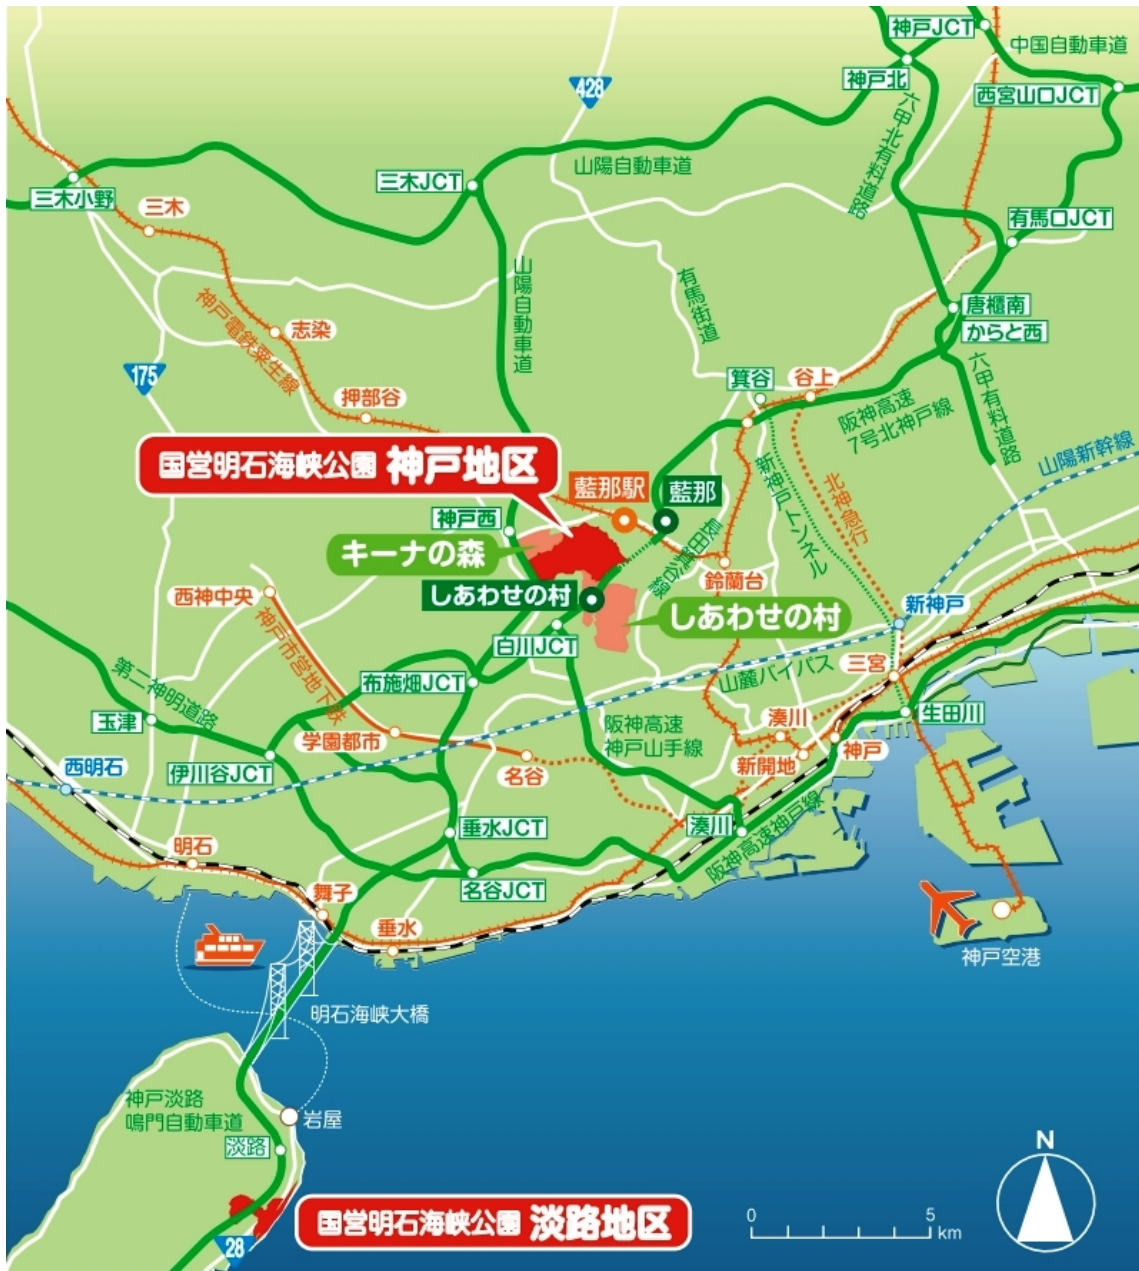 神戸JCT
中国自動車道
神戸北
西宮山口JCT
428
六甲北有料道路
山陽自動車道
三木JCT
三木小野
三木
有馬口JCT
山陽自動車道
有馬街道
神戸電鉄粟生線
志染
唐櫃南
からと西
175
押部谷
箕谷
谷上
阪神高速
7号北神戸線
六甲有料道路
山陽新幹線
国営明石海峡公園 神戸地区
藍那駅
藍那
新神戸トンネル
北神急行
神戸西
キーナの森
長田箕谷線
鈴蘭台
西神中央
しあわせの村
しあわせの村
新神戸
神戸市営地下鉄
白川JCT
三宮
山麓バイパス
第二神明道路
布施畑JCT
玉津
学園都市
阪神高速
神戸山手線
湊川
生田川
神戸
新開地
西明石
伊川谷JCT
名谷
垂水JCT
湊川
阪神高速神戸線
明石
名谷JCT
舞子
垂水
神戸空港
明石海峡大橋
神戸淡路
鳴門自動車道
岩屋
淡路
N
国営明石海峡公園 淡路地区
28
0
5
km